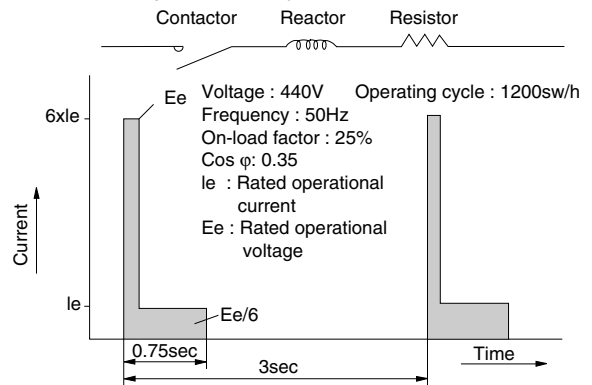 Contactor Reactor Resistor
Ee
Voltage : 440V Operating cycle : 1200sw/h
Frequency : 50Hz
On-load factor : 25%
Cos φ: 0.35
Ie : Rated operational
current
Ee : Rated operational
voltage
6xIe
Current
Ie
Ee/6
0.75sec
3sec
Time